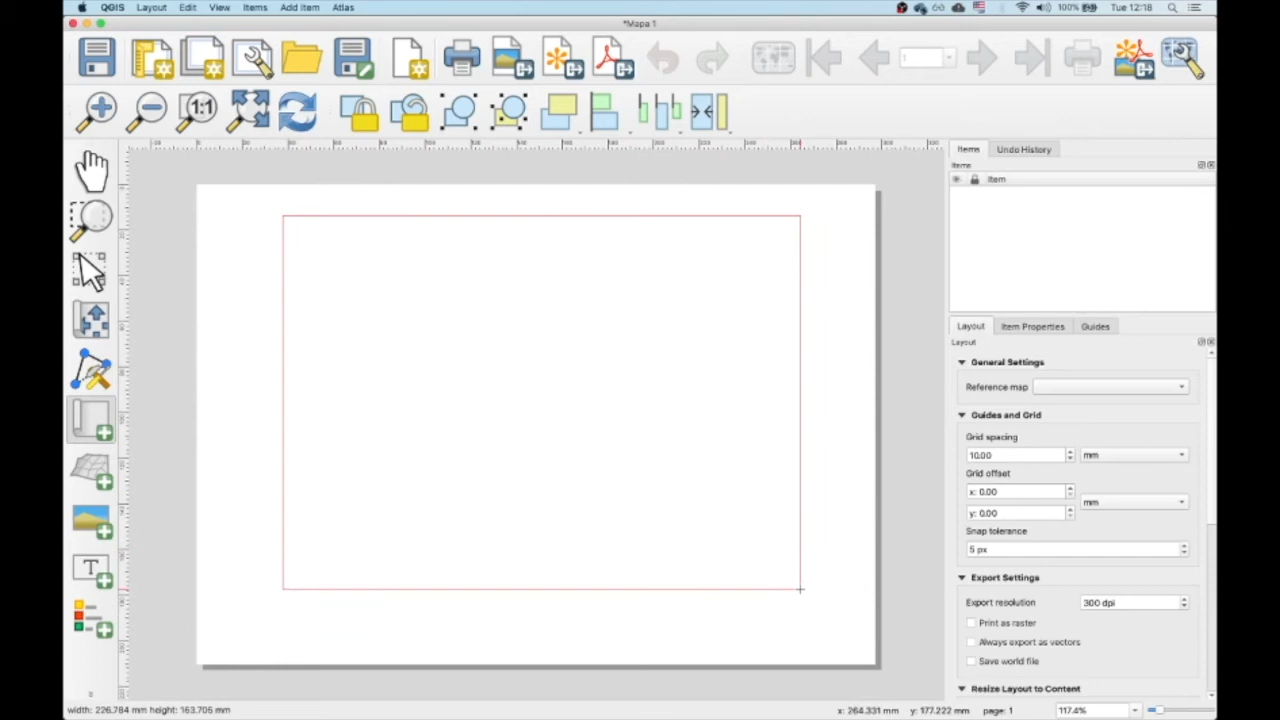 QGIS Layout Edit View Items Add Item Atlas
100% Tue 12:18
*Mapa 1
1
1:1
Items Undo History
Items
Item
Layout Item Properties Guides
Layout
General Settings
Reference map
Guides and Grid
Grid spacing
10.00 mm
Grid offset
x: 0.00
mm
y: 0.00
Snap tolerance
5 px
Export Settings
Export resolution 300 dpi
Print as raster
Always export as vectors
Save world file
Resize Layout to Content
T
width: 226.784 mm height: 163.705 mm x: 264.331 mm y: 177.222 mm page: 1 117.4%